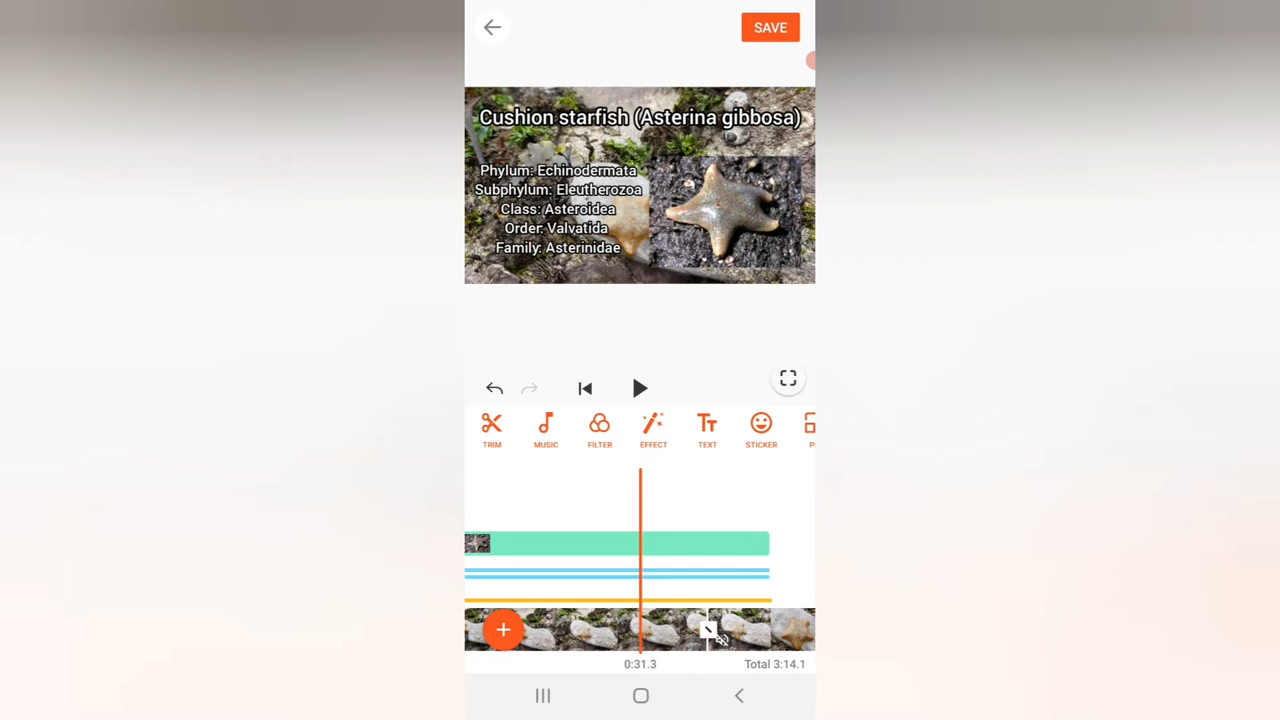 SAVE
Cushion starfish (Asterina gibbosa)
Phylum: Echinodermata
Subphylum: Eleutherozoa
Class: Asteroidea
Order: Valvatida
Family: Asterinidae
TRIM MUSIC FILTER EFFECT TEXT STICKER
0:31.3 Total 3:14.1